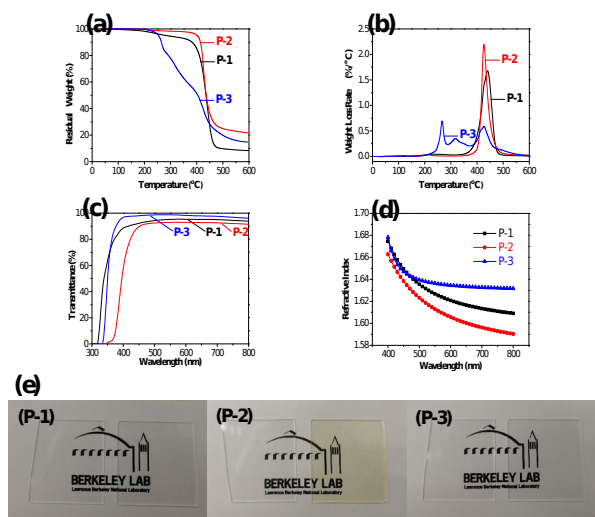 (a)
100
80
60
40
20
0
Residual Weight (%)
P-2
P-1
P-3
0 100 200 300 400 500 600
Temperature (°C)
(b)
2.5
2.0
1.5
1.0
0.5
0.0
Weight Loss Rate (%/°C)
P-2
P-1
P-3
0 100 200 300 400 500 600
Temperature (°C)
(c)
100
80
60
40
20
0
Transmittance (%)
P-3 P-1 P-2
300 400 500 600 700 800
Wavelength (nm)
(d)
1.70
1.68
1.66
1.64
1.62
1.60
1.58
Refractive Index
P-1
P-2
P-3
400 500 600 700 800
Wavelength (nm)
(e)
(P-1)
BERKELEY LAB
Lawrence Berkeley National Laboratory
(P-2)
BERKELEY LAB
Lawrence Berkeley National Laboratory
(P-3)
BERKELEY LAB
Lawrence Berkeley National Laboratory